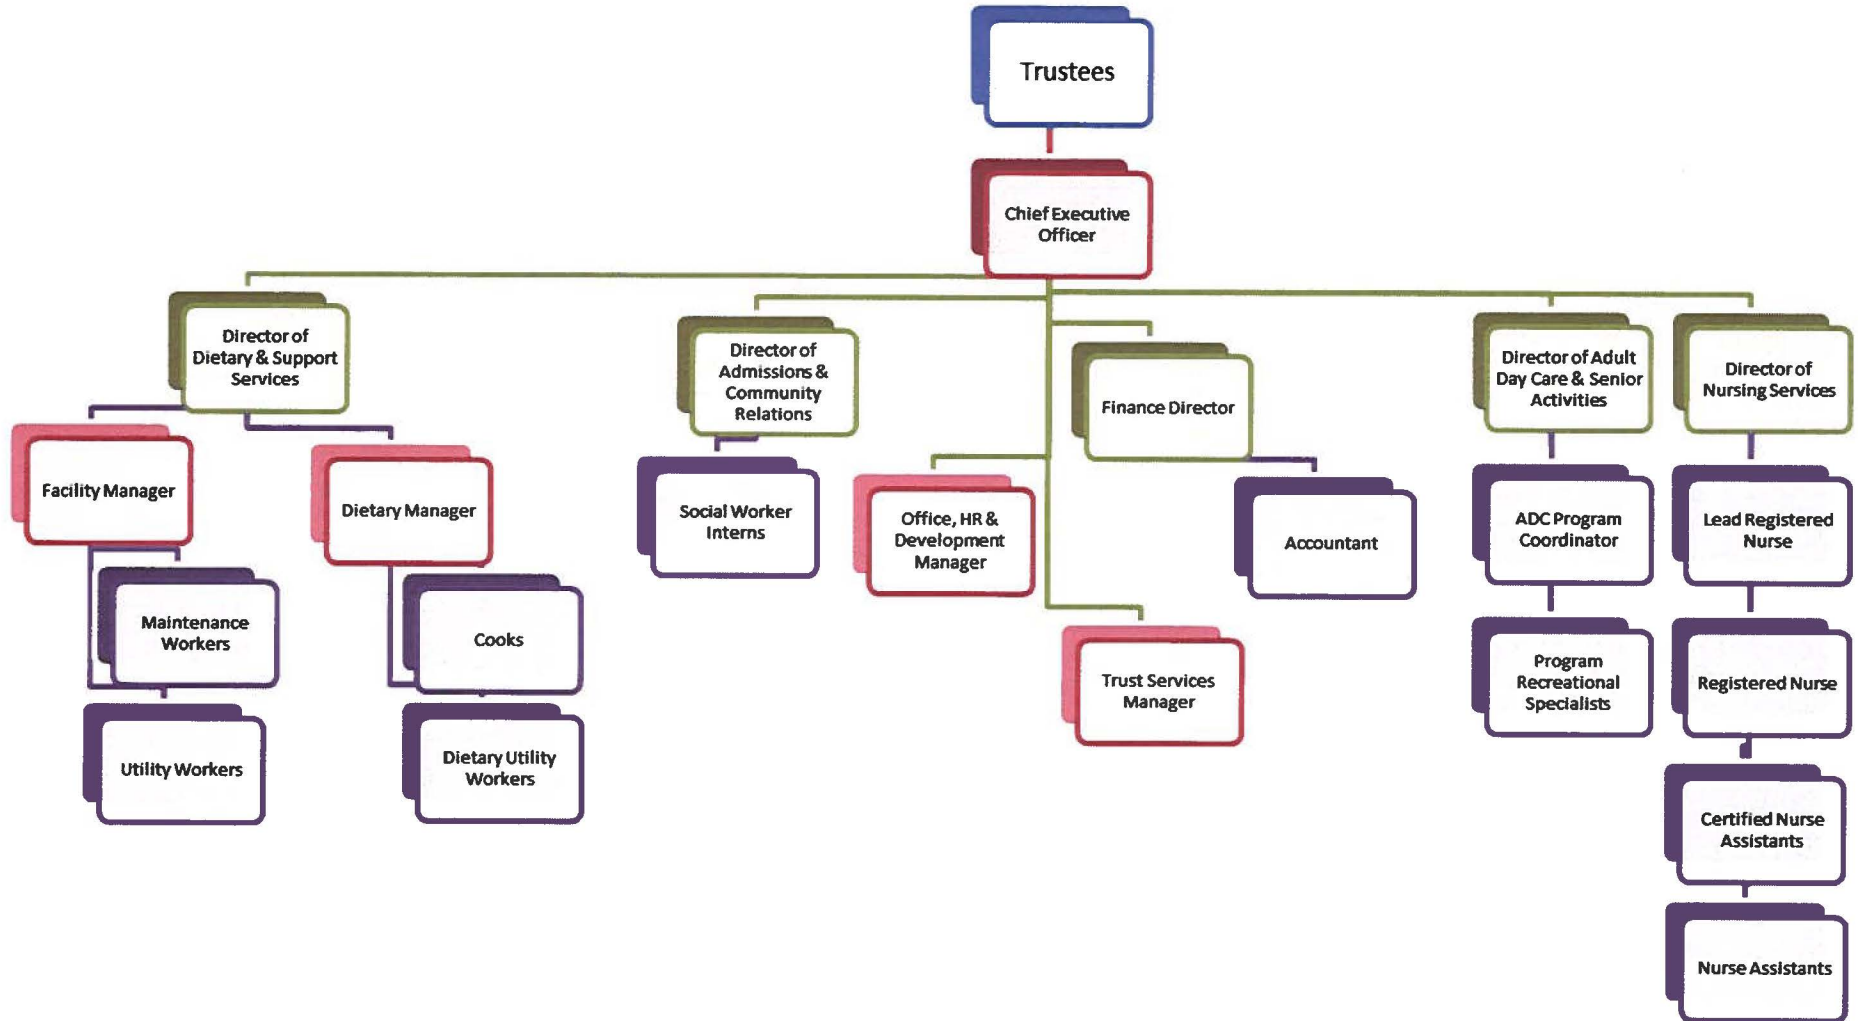 Trustees
Chief Executive
Officer
Director of
Dietary & Support
Services
Director of
Admissions &
Community
Relations
Finance Director
Director of Adult
Day Care & Senior
Activities
Director of
Nursing Services
Facility Manager
Dietary Manager
Social Worker
Interns
Office, HR &
Development
Manager
Accountant
ADC Program
Coordinator
Lead Registered
Nurse
Maintenance
Workers
Cooks
Trust Services
Manager
Program
Recreational
Specialists
Registered Nurse
Utility Workers
Dietary Utility
Workers
Certified Nurse
Assistants
Nurse Assistants